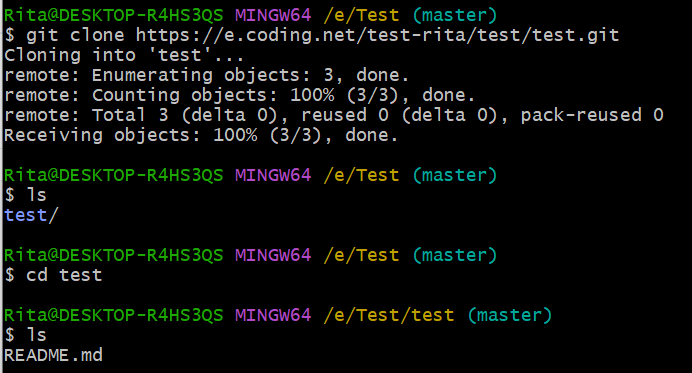 Rita@DESKTOP-R4HS3QS MINGW64 /e/Test (master)
$ git clone https://e.coding.net/test-rita/test/test.git
Cloning into 'test'...
remote: Enumerating objects: 3, done.
remote: Counting objects: 100% (3/3), done.
remote: Total 3 (delta 0), reused 0 (delta 0), pack-reused 0
Receiving objects: 100% (3/3), done.
Rita@DESKTOP-R4HS3QS MINGW64 /e/Test (master)
$ ls
test/
Rita@DESKTOP-R4HS3QS MINGW64 /e/Test (master)
$ cd test
Rita@DESKTOP-R4HS3QS MINGW64 /e/Test/test (master)
$ ls
README.md